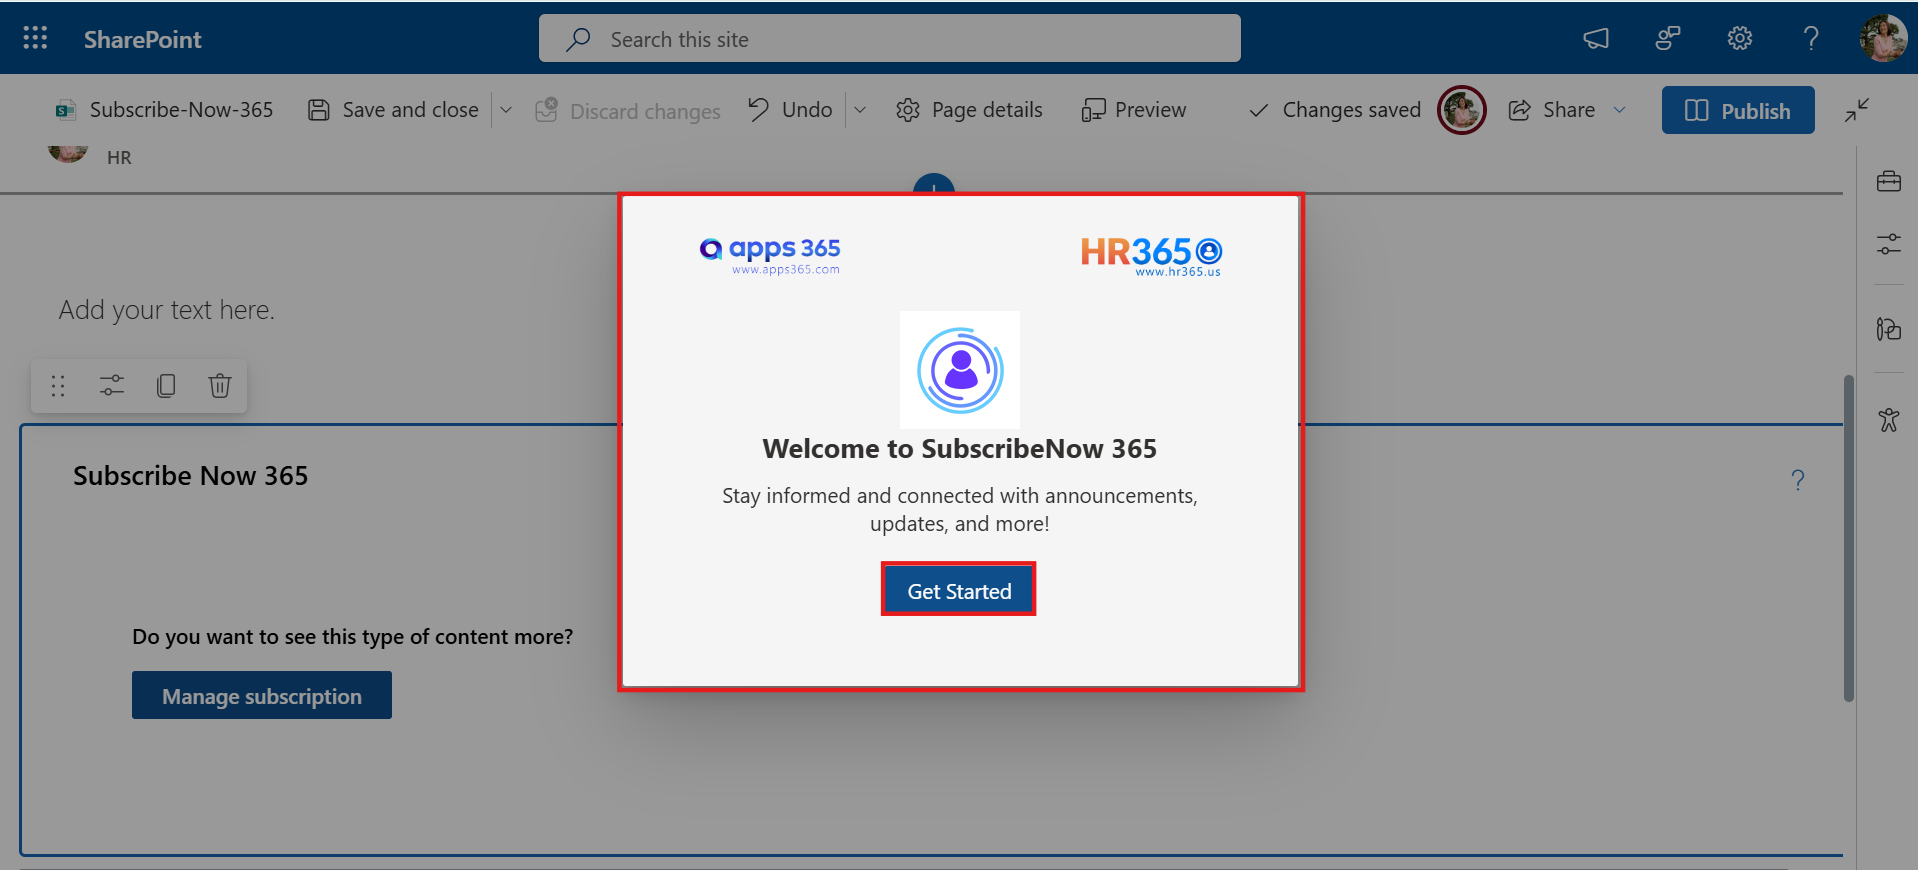 SharePoint
Search this site
Subscribe-Now-365
Save and close
Discard changes
Undo
Page details
Preview
Changes saved
Share
Publish
HR
Add your text here.
apps 365
www.apps365.com
HR365
www.hr365.us
Welcome to SubscribeNow 365
Stay informed and connected with announcements,
updates, and more!
Get Started
Subscribe Now 365
?
Do you want to see this type of content more?
Manage subscription